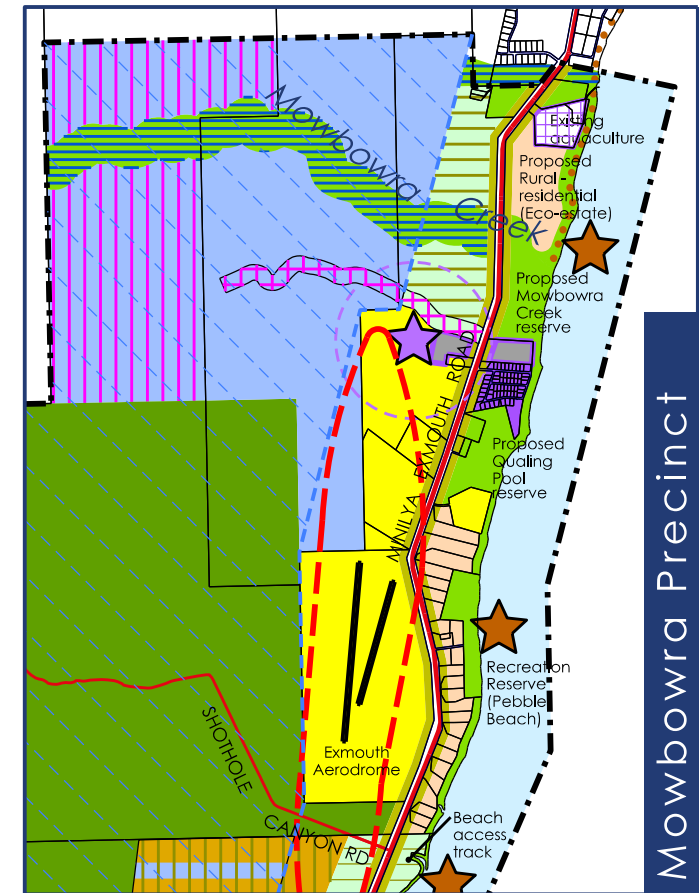 Mowbowra
Creek
Existing
aquaculture
Proposed
Rural -
residential
(Eco-estate)
Proposed
Mowbowra
Creek
reserve
MINILYA EXMOUTH ROAD
Proposed
Qualing
Pool
reserve
Recreation
Reserve
(Pebble
Beach)
Exmouth
Aerodrome
SHOTHOLE
CANYON RD
Beach
access
track
Mowbowra Precinct